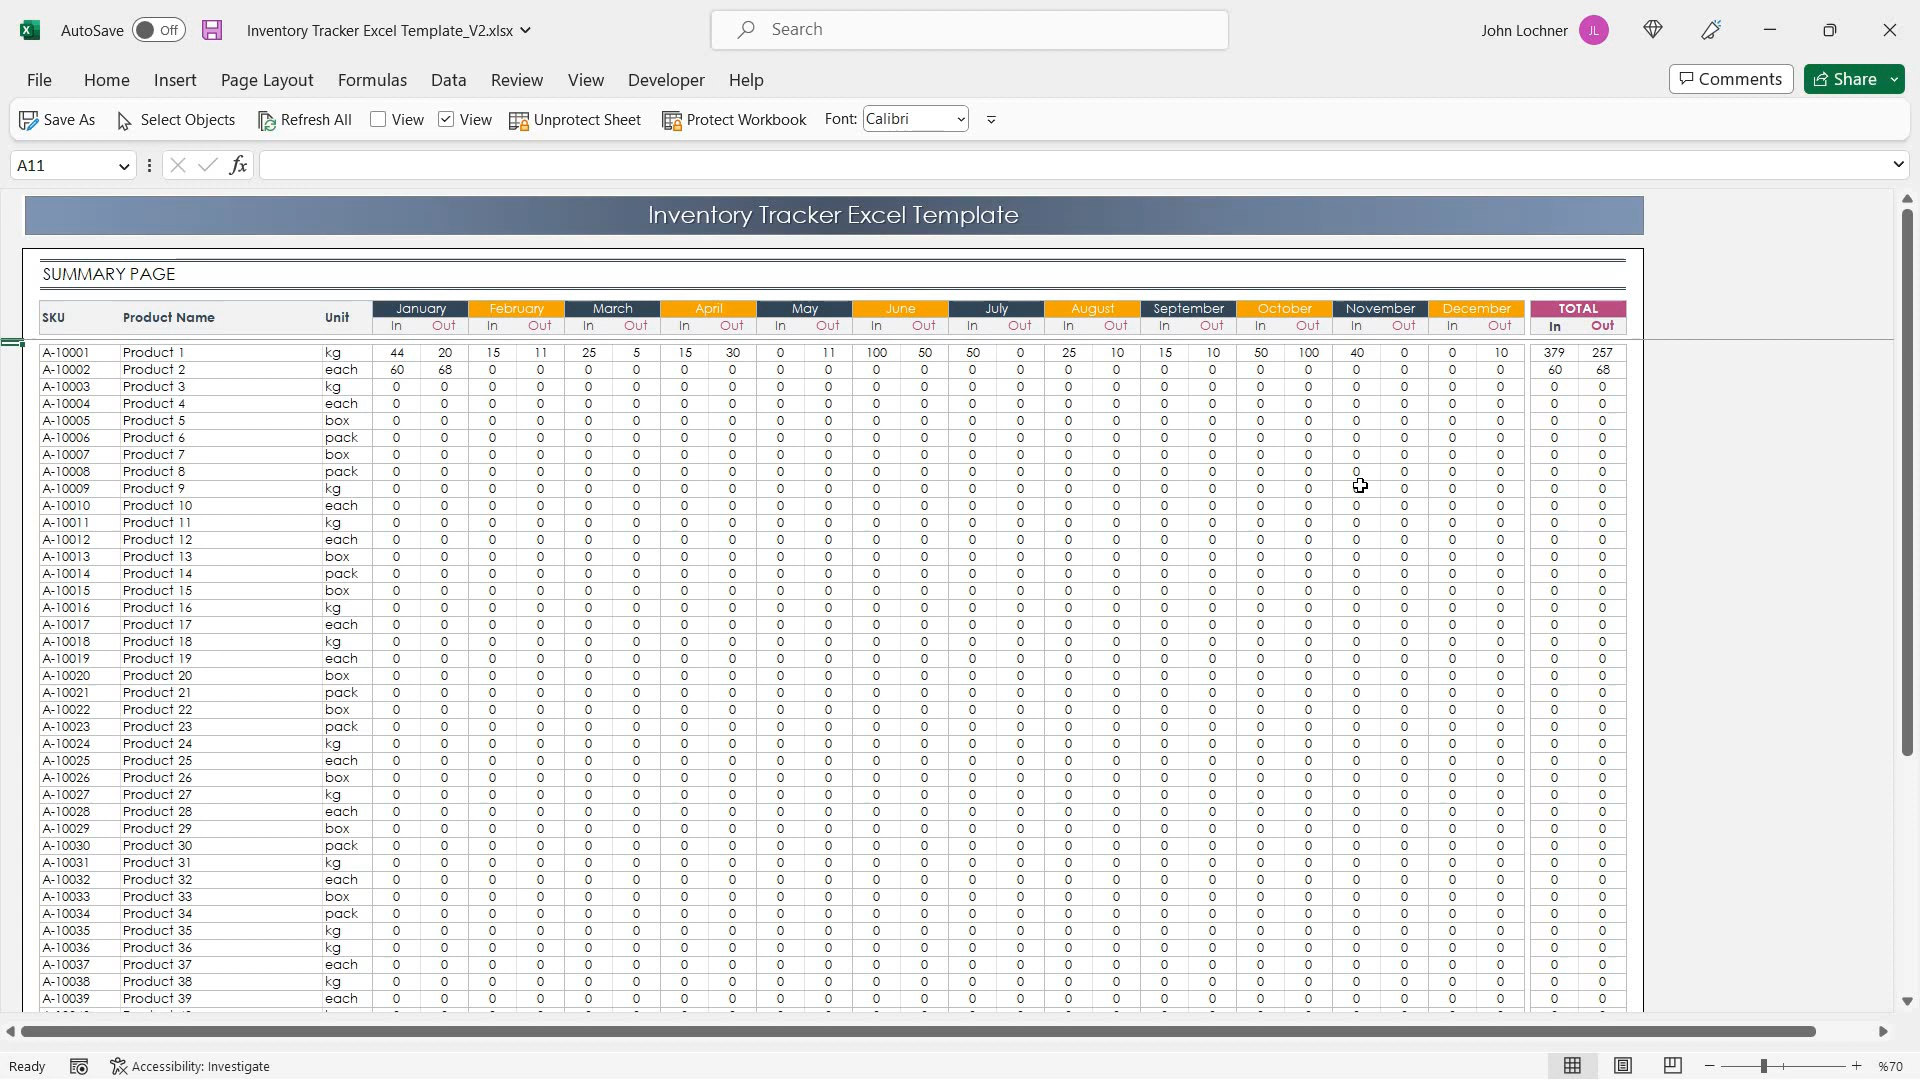 AutoSave Off Inventory Tracker Excel Template_V2.xlsx Search John Lochner JL
File Home Insert Page Layout Formulas Data Review View Developer Help Comments Share
Save As Select Objects Refresh All View View Unprotect Sheet Protect Workbook Font: Calibri
A11 fx
Inventory Tracker Excel Template
SUMMARY PAGE
SKU Product Name Unit January February March April May June July August September October November December TOTAL
In Out In Out In Out In Out In Out In Out In Out In Out In Out In Out In Out In Out In Out
A-10001 Product 1 kg 44 20 15 11 25 5 15 30 0 11 100 50 50 0 25 10 15 10 50 100 40 0 0 10 379 257
A-10002 Product 2 each 60 68 0 0 0 0 0 0 0 0 0 0 0 0 0 0 0 0 0 0 0 0 0 0 60 68
A-10003 Product 3 kg 0 0 0 0 0 0 0 0 0 0 0 0 0 0 0 0 0 0 0 0 0 0 0 0 0 0
A-10004 Product 4 each 0 0 0 0 0 0 0 0 0 0 0 0 0 0 0 0 0 0 0 0 0 0 0 0 0 0
A-10005 Product 5 box 0 0 0 0 0 0 0 0 0 0 0 0 0 0 0 0 0 0 0 0 0 0 0 0 0 0
A-10006 Product 6 pack 0 0 0 0 0 0 0 0 0 0 0 0 0 0 0 0 0 0 0 0 0 0 0 0 0 0
A-10007 Product 7 box 0 0 0 0 0 0 0 0 0 0 0 0 0 0 0 0 0 0 0 0 0 0 0 0 0 0
A-10008 Product 8 pack 0 0 0 0 0 0 0 0 0 0 0 0 0 0 0 0 0 0 0 0 0 0 0 0 0 0
A-10009 Product 9 kg 0 0 0 0 0 0 0 0 0 0 0 0 0 0 0 0 0 0 0 0 0 0 0 0 0 0
A-10010 Product 10 each 0 0 0 0 0 0 0 0 0 0 0 0 0 0 0 0 0 0 0 0 0 0 0 0 0 0
A-10011 Product 11 kg 0 0 0 0 0 0 0 0 0 0 0 0 0 0 0 0 0 0 0 0 0 0 0 0 0 0
A-10012 Product 12 each 0 0 0 0 0 0 0 0 0 0 0 0 0 0 0 0 0 0 0 0 0 0 0 0 0 0
A-10013 Product 13 box 0 0 0 0 0 0 0 0 0 0 0 0 0 0 0 0 0 0 0 0 0 0 0 0 0 0
A-10014 Product 14 pack 0 0 0 0 0 0 0 0 0 0 0 0 0 0 0 0 0 0 0 0 0 0 0 0 0 0
A-10015 Product 15 box 0 0 0 0 0 0 0 0 0 0 0 0 0 0 0 0 0 0 0 0 0 0 0 0 0 0
A-10016 Product 16 kg 0 0 0 0 0 0 0 0 0 0 0 0 0 0 0 0 0 0 0 0 0 0 0 0 0 0
A-10017 Product 17 each 0 0 0 0 0 0 0 0 0 0 0 0 0 0 0 0 0 0 0 0 0 0 0 0 0 0
A-10018 Product 18 kg 0 0 0 0 0 0 0 0 0 0 0 0 0 0 0 0 0 0 0 0 0 0 0 0 0 0
A-10019 Product 19 each 0 0 0 0 0 0 0 0 0 0 0 0 0 0 0 0 0 0 0 0 0 0 0 0 0 0
A-10020 Product 20 box 0 0 0 0 0 0 0 0 0 0 0 0 0 0 0 0 0 0 0 0 0 0 0 0 0 0
A-10021 Product 21 pack 0 0 0 0 0 0 0 0 0 0 0 0 0 0 0 0 0 0 0 0 0 0 0 0 0 0
A-10022 Product 22 box 0 0 0 0 0 0 0 0 0 0 0 0 0 0 0 0 0 0 0 0 0 0 0 0 0 0
A-10023 Product 23 pack 0 0 0 0 0 0 0 0 0 0 0 0 0 0 0 0 0 0 0 0 0 0 0 0 0 0
A-10024 Product 24 kg 0 0 0 0 0 0 0 0 0 0 0 0 0 0 0 0 0 0 0 0 0 0 0 0 0 0
A-10025 Product 25 each 0 0 0 0 0 0 0 0 0 0 0 0 0 0 0 0 0 0 0 0 0 0 0 0 0 0
A-10026 Product 26 box 0 0 0 0 0 0 0 0 0 0 0 0 0 0 0 0 0 0 0 0 0 0 0 0 0 0
A-10027 Product 27 kg 0 0 0 0 0 0 0 0 0 0 0 0 0 0 0 0 0 0 0 0 0 0 0 0 0 0
A-10028 Product 28 each 0 0 0 0 0 0 0 0 0 0 0 0 0 0 0 0 0 0 0 0 0 0 0 0 0 0
A-10029 Product 29 box 0 0 0 0 0 0 0 0 0 0 0 0 0 0 0 0 0 0 0 0 0 0 0 0 0 0
A-10030 Product 30 pack 0 0 0 0 0 0 0 0 0 0 0 0 0 0 0 0 0 0 0 0 0 0 0 0 0 0
A-10031 Product 31 kg 0 0 0 0 0 0 0 0 0 0 0 0 0 0 0 0 0 0 0 0 0 0 0 0 0 0
A-10032 Product 32 each 0 0 0 0 0 0 0 0 0 0 0 0 0 0 0 0 0 0 0 0 0 0 0 0 0 0
A-10033 Product 33 box 0 0 0 0 0 0 0 0 0 0 0 0 0 0 0 0 0 0 0 0 0 0 0 0 0 0
A-10034 Product 34 pack 0 0 0 0 0 0 0 0 0 0 0 0 0 0 0 0 0 0 0 0 0 0 0 0 0 0
A-10035 Product 35 kg 0 0 0 0 0 0 0 0 0 0 0 0 0 0 0 0 0 0 0 0 0 0 0 0 0 0
A-10036 Product 36 kg 0 0 0 0 0 0 0 0 0 0 0 0 0 0 0 0 0 0 0 0 0 0 0 0 0 0
A-10037 Product 37 each 0 0 0 0 0 0 0 0 0 0 0 0 0 0 0 0 0 0 0 0 0 0 0 0 0 0
A-10038 Product 38 kg 0 0 0 0 0 0 0 0 0 0 0 0 0 0 0 0 0 0 0 0 0 0 0 0 0 0
A-10039 Product 39 each 0 0 0 0 0 0 0 0 0 0 0 0 0 0 0 0 0 0 0 0 0 0 0 0 0 0
Ready Accessibility: Investigate %70